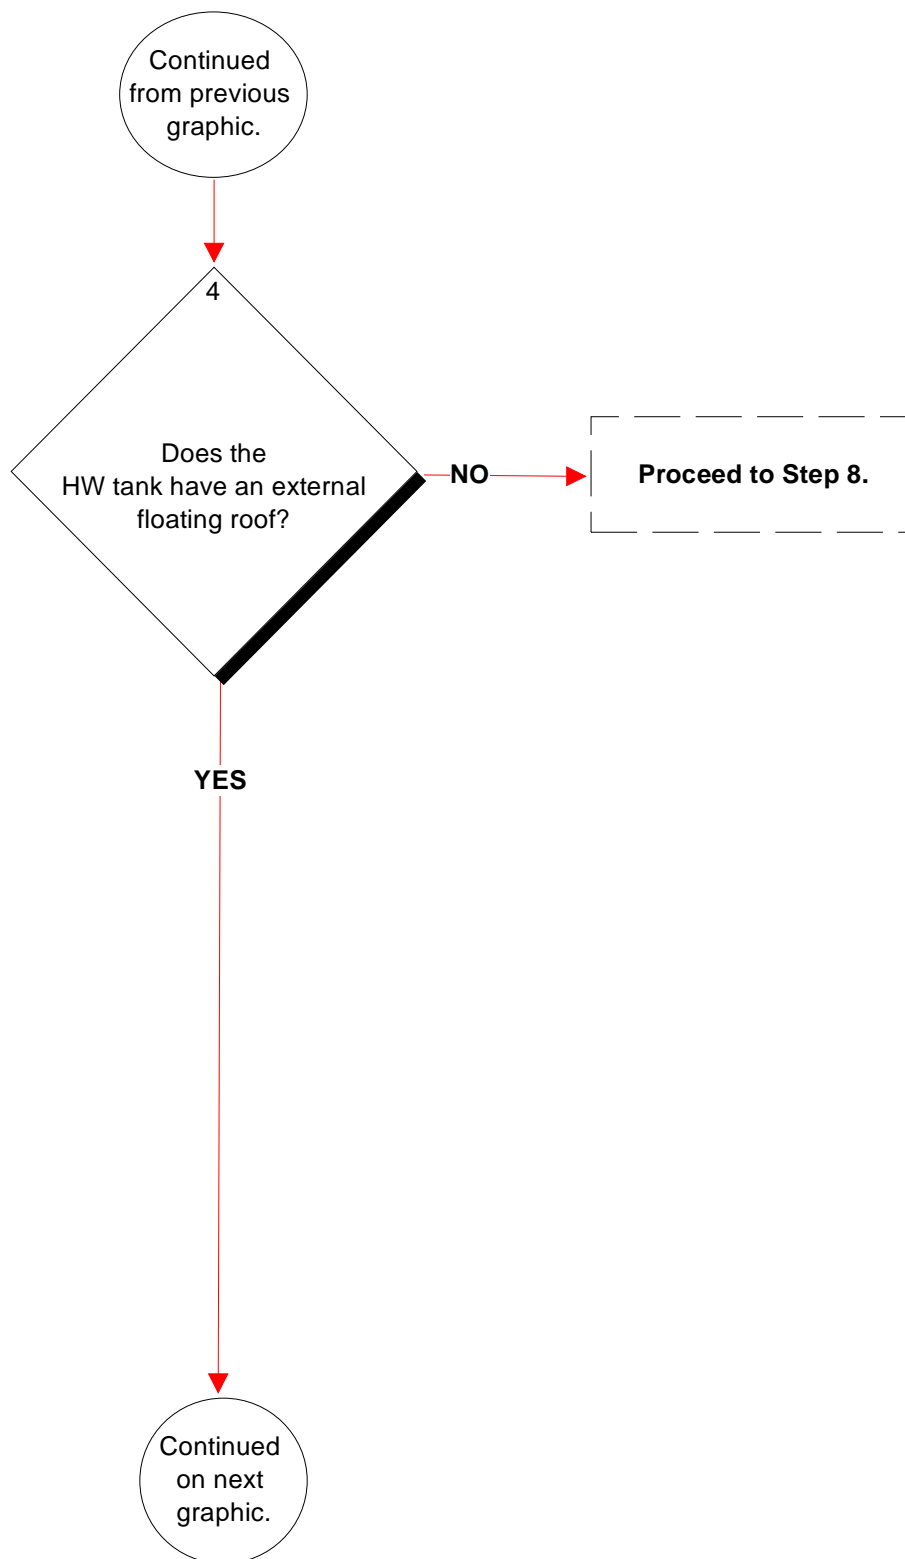 Continued
from previous
graphic.
4
Does the
HW tank have an external
floating roof?
NO
Proceed to Step 8.
YES
Continued
on next
graphic.